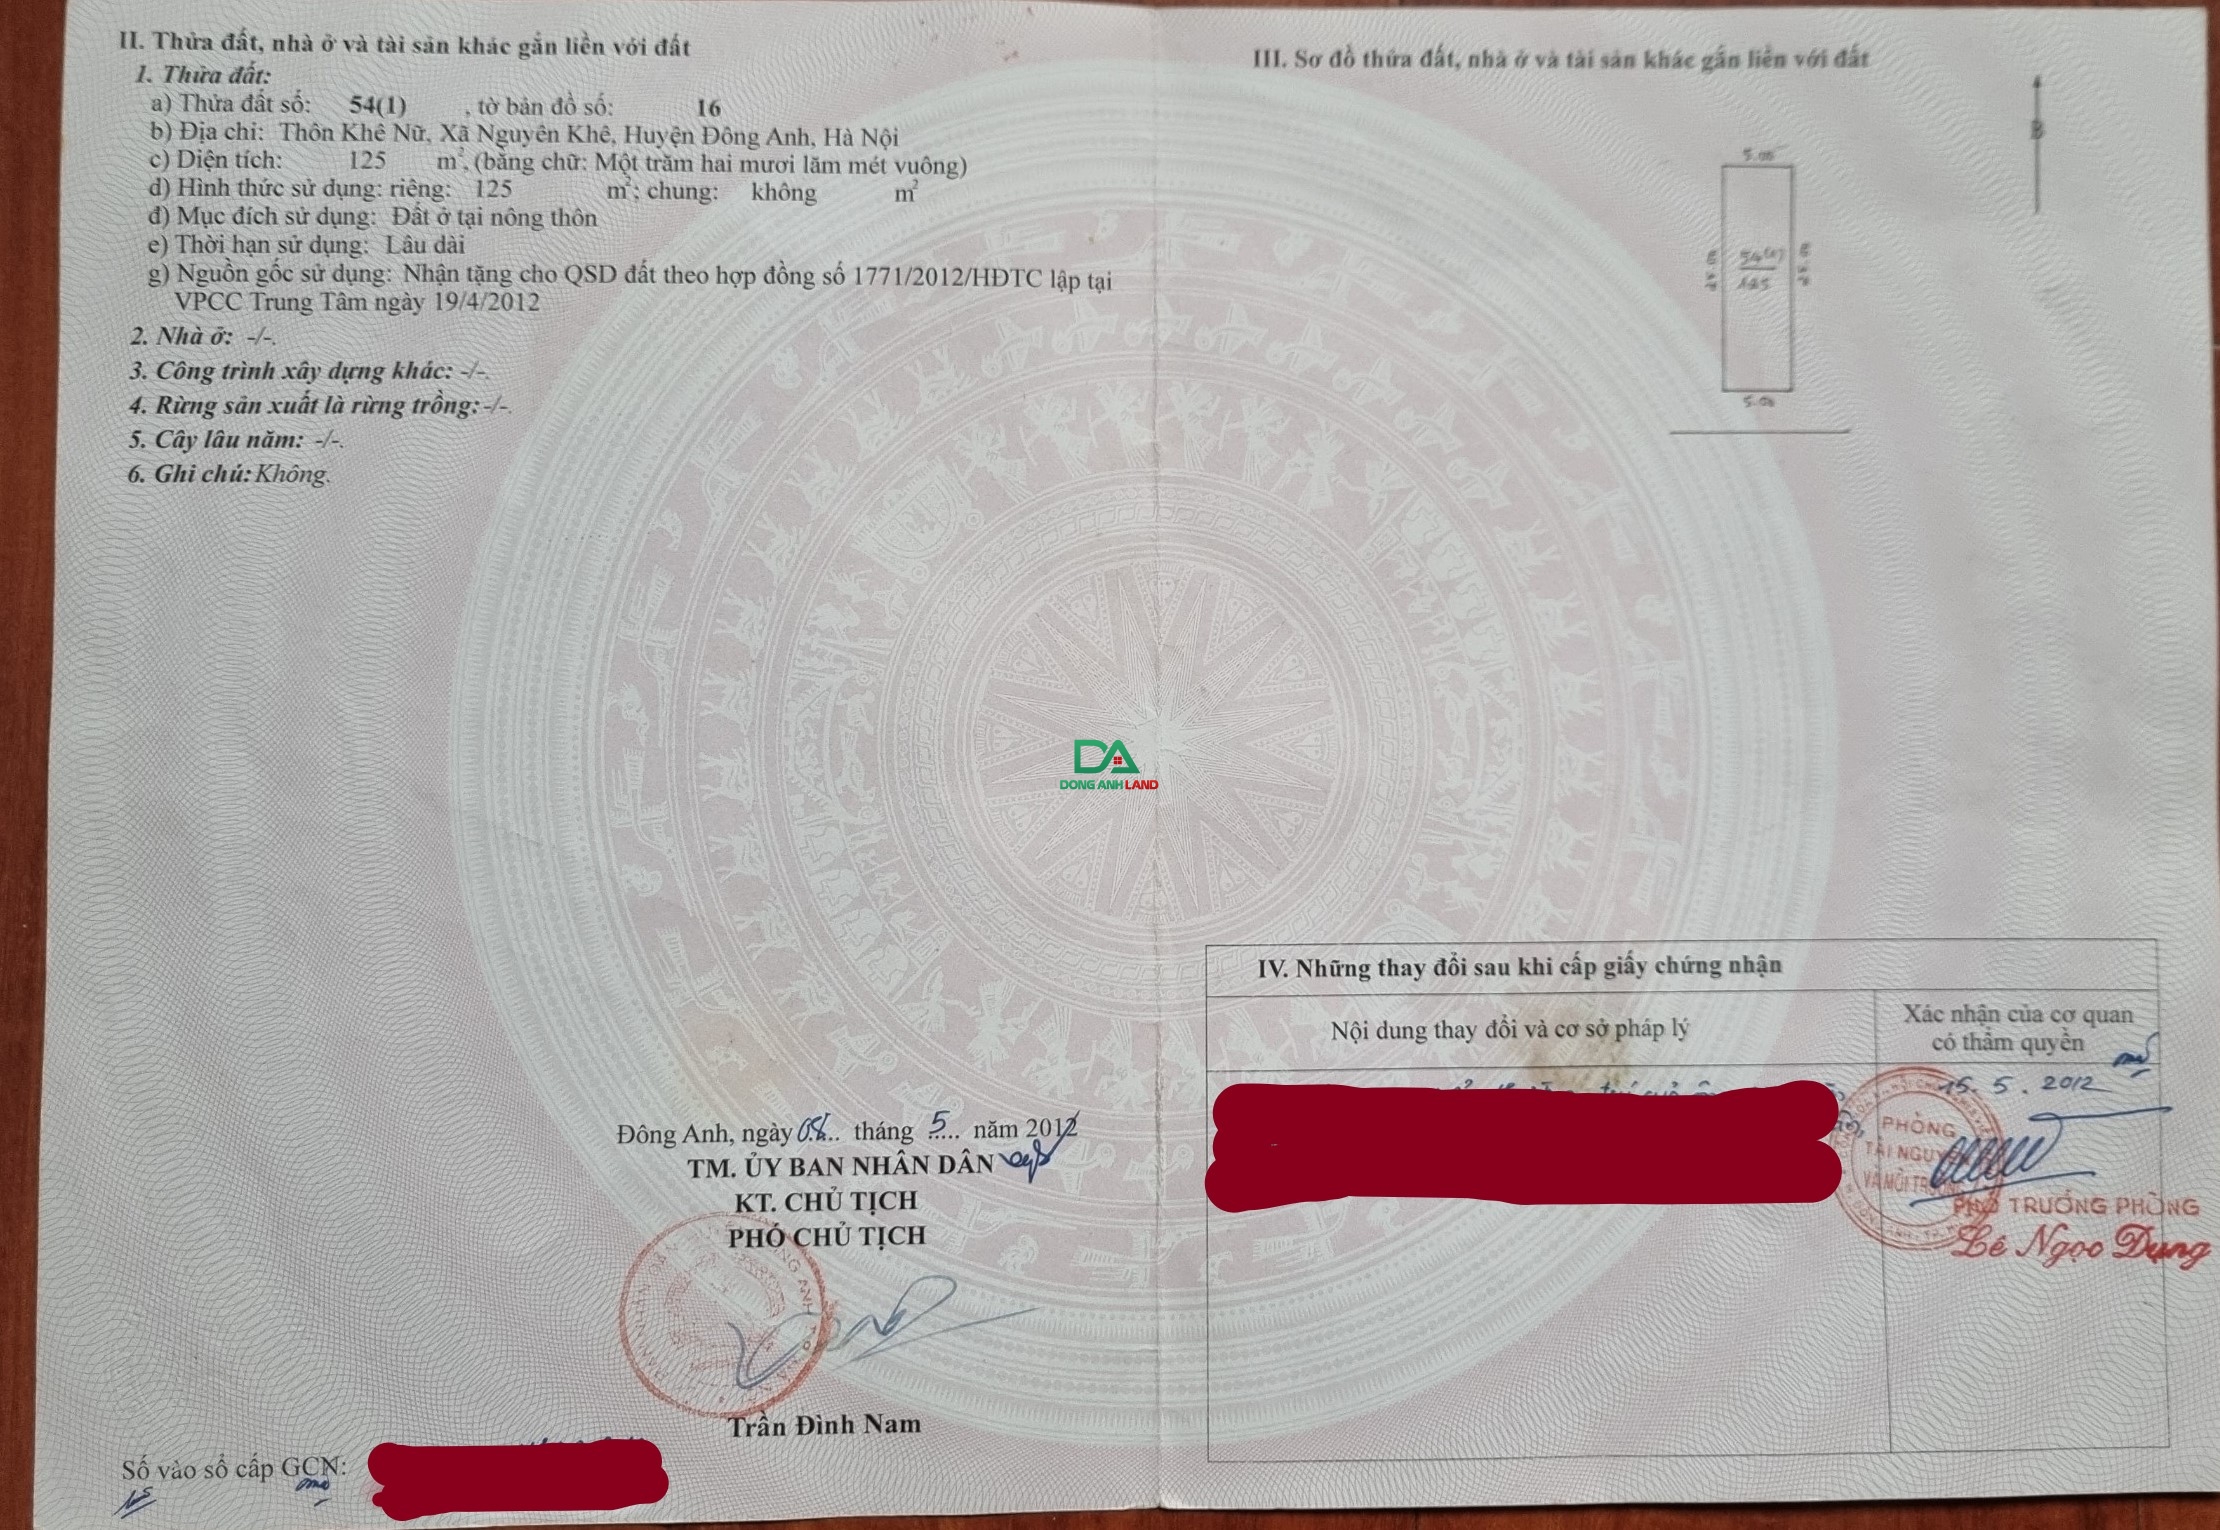 II. Thửa đất, nhà ở và tài sản khác gắn liền với đất
1. Thửa đất:
a) Thửa đất số: 54(1) , tờ bản đồ số: 16
b) Địa chỉ: Thôn Khê Nữ, Xã Nguyên Khê, Huyện Đông Anh, Hà Nội
c) Diện tích: 125 m², (bằng chữ: Một trăm hai mươi lăm mét vuông)
d) Hình thức sử dụng: riêng: 125 m²; chung: không m²
đ) Mục đích sử dụng: Đất ở tại nông thôn
e) Thời hạn sử dụng: Lâu dài
g) Nguồn gốc sử dụng: Nhận tặng cho QSD đất theo hợp đồng số 1771/2012/HĐTC lập tại
VPCC Trung Tâm ngày 19/4/2012
2. Nhà ở: -/-.
3. Công trình xây dựng khác: -/-.
4. Rừng sản xuất là rừng trồng: -/-.
5. Cây lâu năm: -/-.
6. Ghi chú: Không.
Đông Anh, ngày 08 tháng 5 năm 2012
TM. ỦY BAN NHÂN DÂN
KT. CHỦ TỊCH
PHÓ CHỦ TỊCH
Trần Đình Nam
Số vào sổ cấp GCN:
DA
DONG ANH LAND
III. Sơ đồ thửa đất, nhà ở và tài sản khác gắn liền với đất
B
5.00
54(1)
125
5.00
IV. Những thay đổi sau khi cấp giấy chứng nhận
Nội dung thay đổi và cơ sở pháp lý
Xác nhận của cơ quan
có thẩm quyền
15. 5. 2012
PHÒNG
TÀI NGUYÊN
VÀ MÔI TRƯỜNG
PHÓ TRƯỞNG PHÒNG
Lê Ngọc Dụng